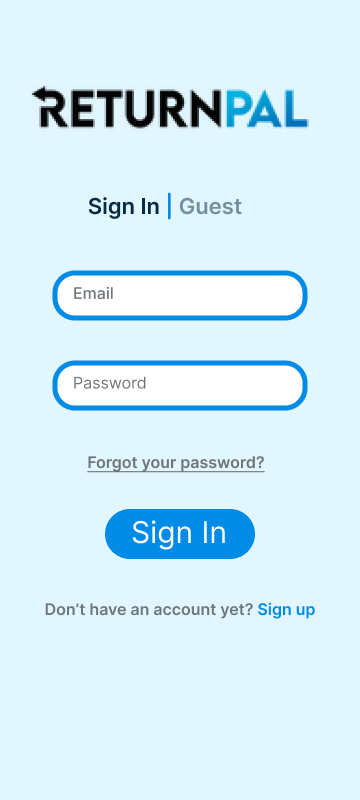 RETURNPAL
Sign In | Guest
Email
Password
Forgot your password?
Sign In
Don’t have an account yet? Sign up